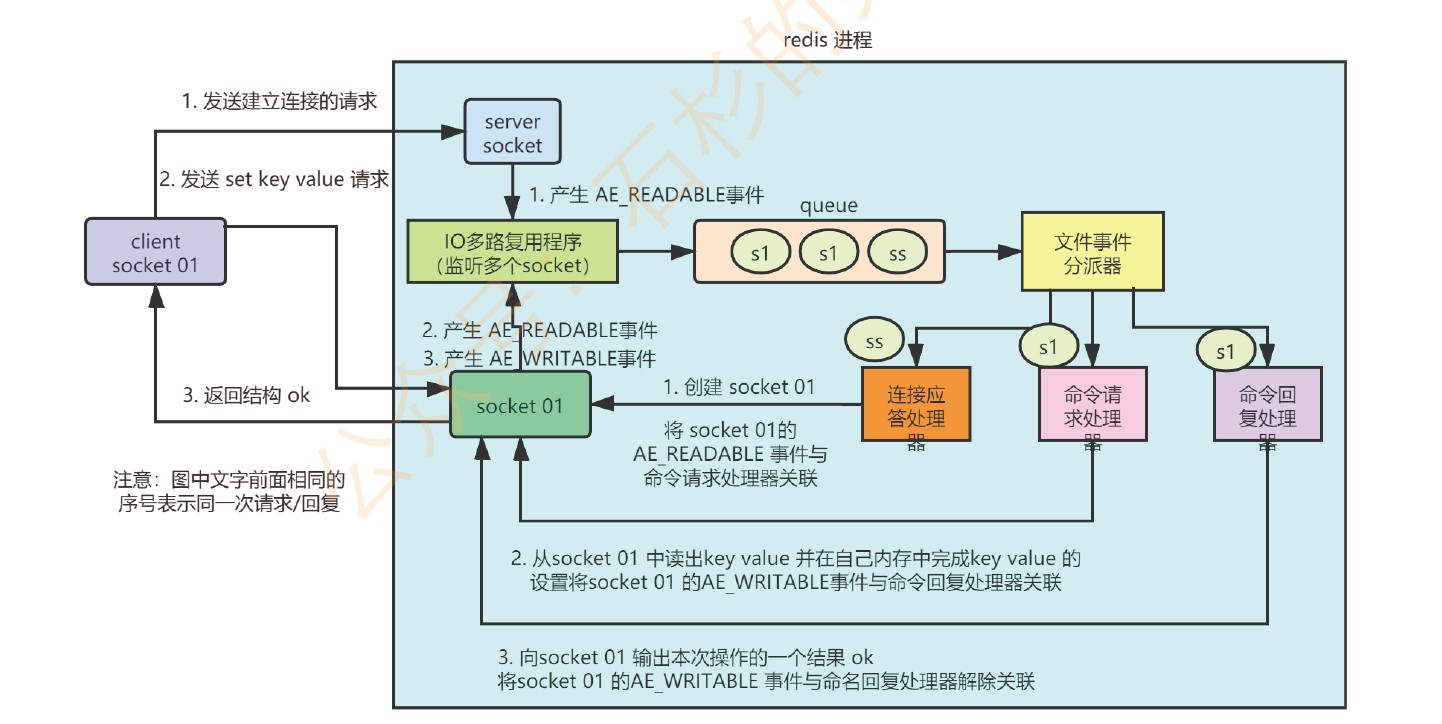 redis 进程
1. 发送建立连接的请求
server
socket
2. 发送 set key value 请求
1. 产生 AE_READABLE事件
queue
client
socket 01
IO多路复用程序
（监听多个socket）
s1
s1
ss
文件事件
分派器
2. 产生 AE_READABLE事件
3. 产生 AE_WRITABLE事件
ss
s1
s1
3. 返回结构 ok
socket 01
1. 创建 socket 01
连接应
答处理
器
命令请
求处理
器
命令回
复处理
器
将 socket 01的
AE_READABLE 事件与
命令请求处理器关联
注意：图中文字前面相同的
序号表示同一次请求/回复
2. 从socket 01 中读出key value 并在自己内存中完成key value 的
设置将socket 01 的AE_WRITABLE事件与命令回复处理器关联
3. 向socket 01 输出本次操作的一个结果 ok
将socket 01 的AE_WRITABLE 事件与命名回复处理器解除关联
公众号：石杉的